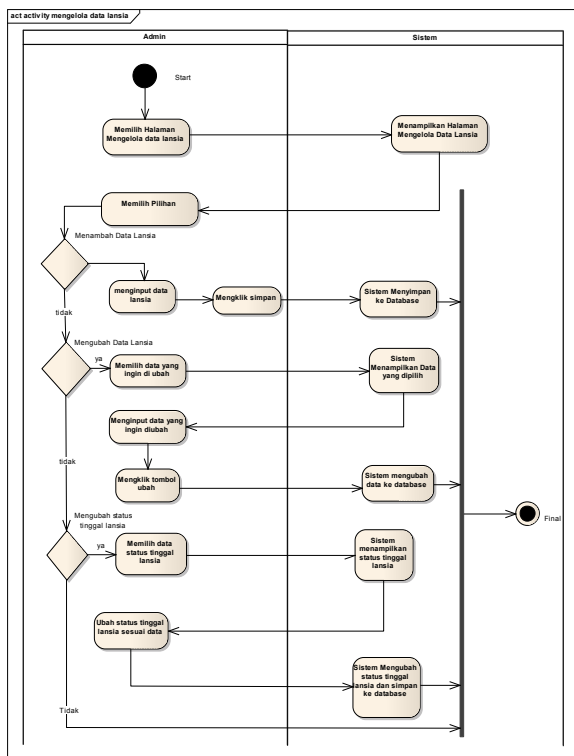 act activity mengelola data lansia
Admin
Sistem
Start
Memilih Halaman
Mengelola data lansia
Menampilkan Halaman
Mengelola Data Lansia
Memilih Pilihan
Menambah Data Lansia
menginput data
lansia
Mengklik simpan
Sistem Menyimpan
ke Database
tidak
Mengubah Data Lansia
ya
Memilih data yang
ingin di ubah
Sistem
Menampilkan Data
yang dipilih
Menginput data yang
ingin diubah
tidak
Mengklik tombol
ubah
Sistem mengubah
data ke database
Final
Mengubah status
tinggal lansia
ya
Memilih data
status tinggal
lansia
Sistem
menampilkan
status tinggal
lansia
Ubah status tinggal
lansia sesuai data
Sistem Mengubah
status tinggal
lansia dan simpan
ke database
Tidak